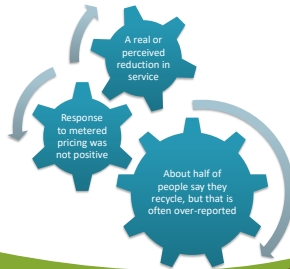 A real or
perceived
reduction in
service
Response
to metered
pricing was
not positive
About half of
people say they
recycle, but that is
often over-reported